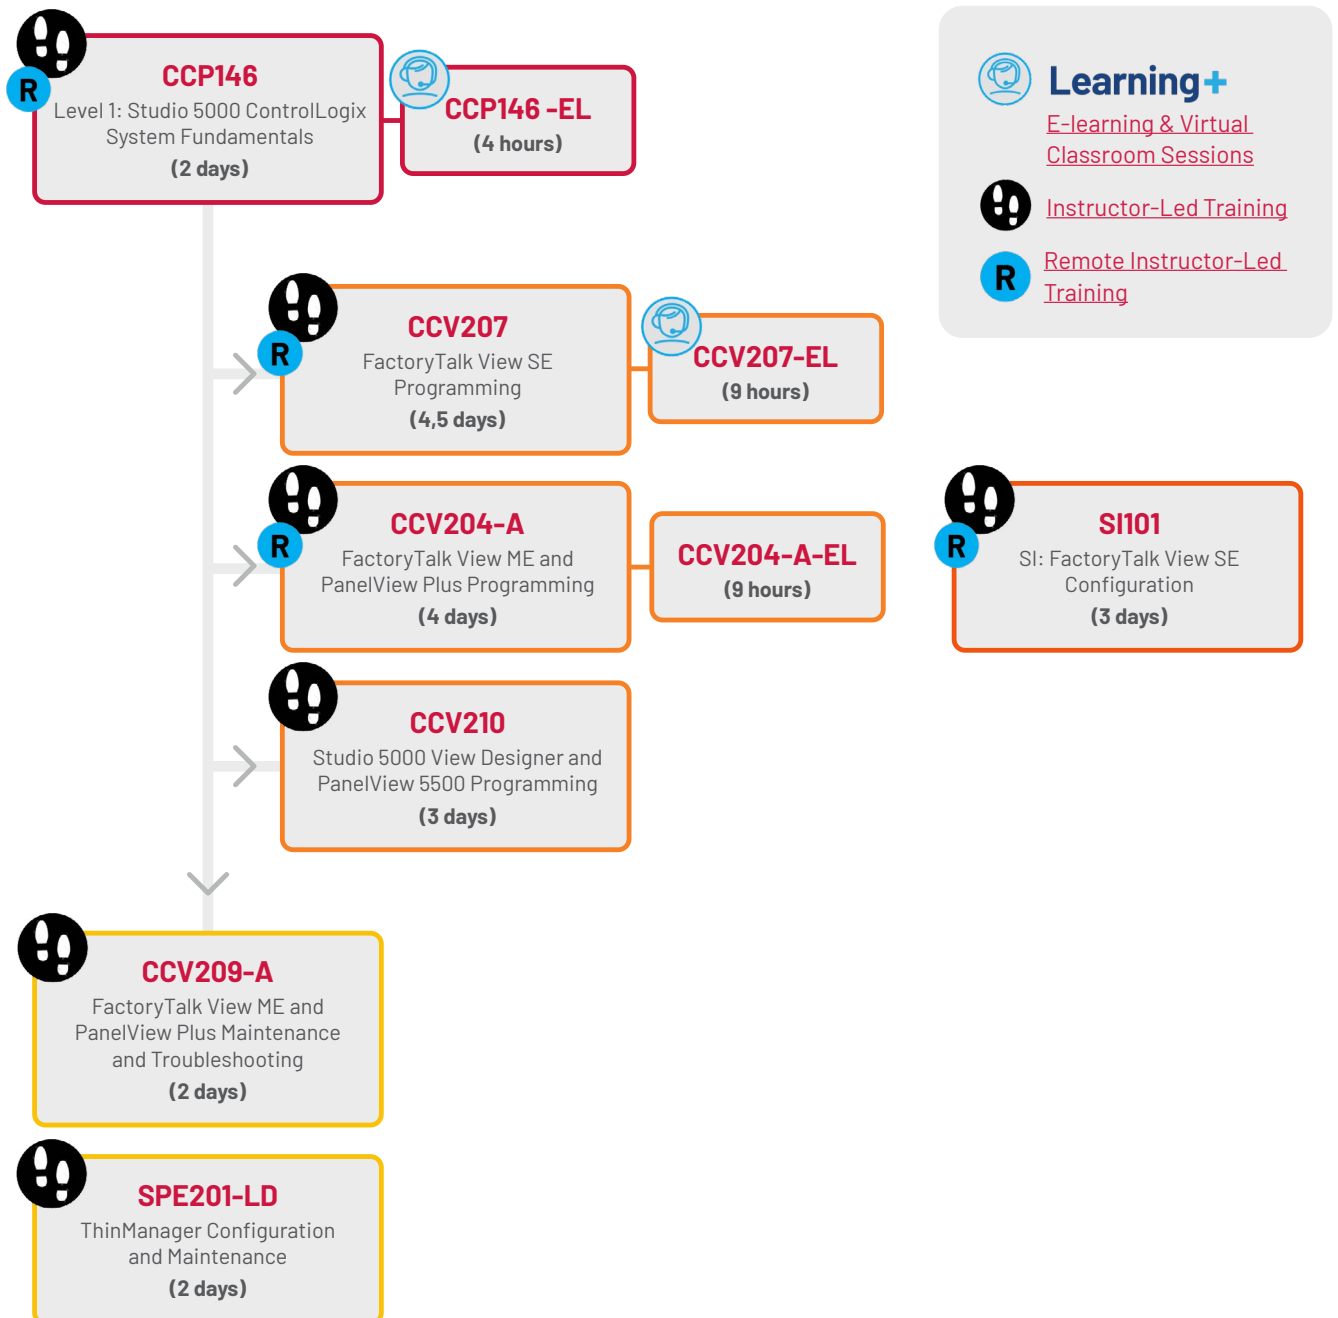 R
CCP146
Level 1: Studio 5000 ControlLogix
System Fundamentals
(2 days)
CCP146 -EL
(4 hours)
Learning+
E-learning & Virtual
Classroom Sessions
Instructor-Led Training
R
Remote Instructor-Led
Training
R
CCV207
FactoryTalk View SE
Programming
(4,5 days)
CCV207-EL
(9 hours)
R
CCV204-A
FactoryTalk View ME and
PanelView Plus Programming
(4 days)
CCV204-A-EL
(9 hours)
R
SI101
SI: FactoryTalk View SE
Configuration
(3 days)
CCV210
Studio 5000 View Designer and
PanelView 5500 Programming
(3 days)
CCV209-A
FactoryTalk View ME and
PanelView Plus Maintenance
and Troubleshooting
(2 days)
SPE201-LD
ThinManager Configuration
and Maintenance
(2 days)